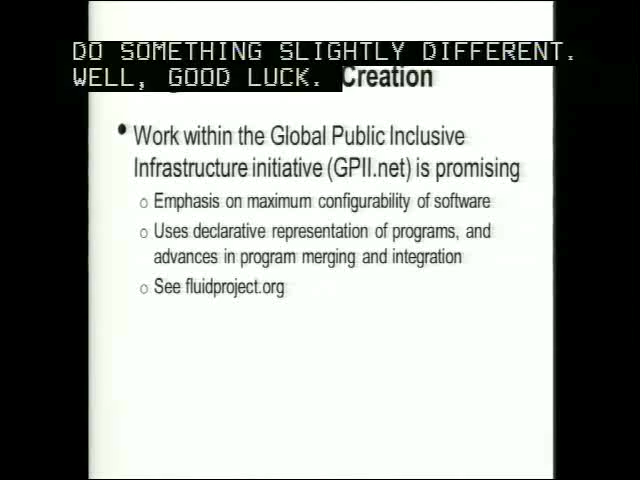 DO SOMETHING SLIGHTLY DIFFERENT.
WELL, GOOD LUCK. Creation
• Work within the Global Public Inclusive
Infrastructure initiative (GPII.net) is promising
o Emphasis on maximum configurability of software
o Uses declarative representation of programs, and
advances in program merging and integration
o See fluidproject.org